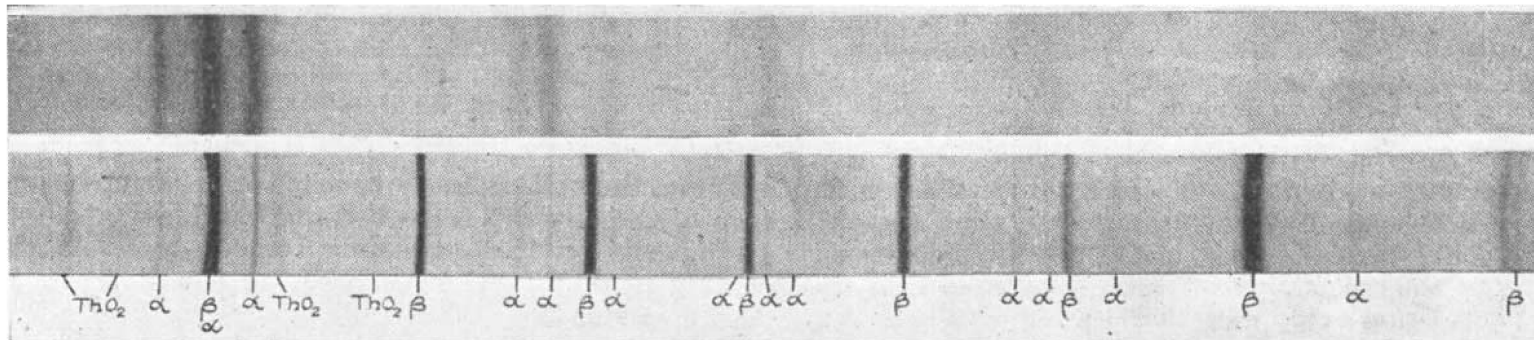 ThO₂ α β α ThO₂ ThO₂ β α α β α α β α α β α α β α β α β
α